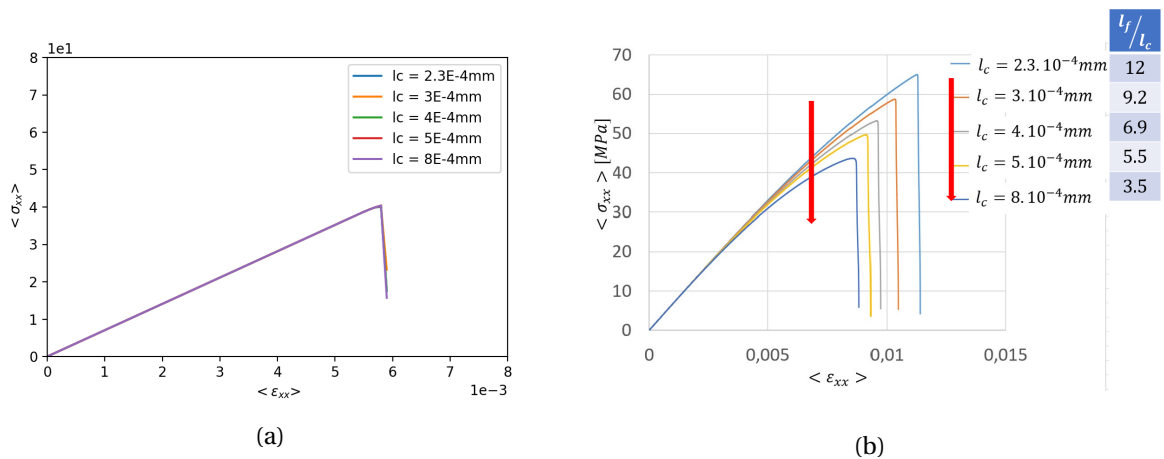 1e1
8
7
6
5
4
3
2
1
0
< σxx>
lc = 2.3E-4mm
lc = 3E-4mm
lc = 4E-4mm
lc = 5E-4mm
lc = 8E-4mm
0 1 2 3 4 5 6 7 8
< εxx>
1e−3
(a)
70
60
50
40
30
20
10
0
< σxx > [MPa]
0 0,005 0,01 0,015
< εxx >
lc = 2.3.10⁻⁴mm
lc = 3.10⁻⁴mm
lc = 4.10⁻⁴mm
lc = 5.10⁻⁴mm
lc = 8.10⁻⁴mm
lf/lc
12
9.2
6.9
5.5
3.5
(b)